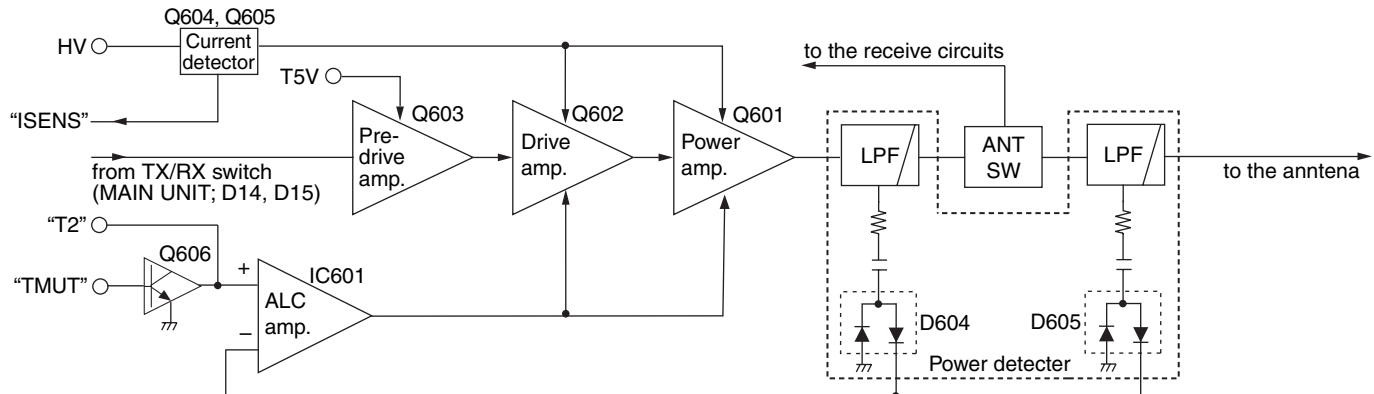 Q604, Q605
HV
Current
detector
to the receive circuits
T5V
Q603
Q602
Q601
"ISENS"
Pre-
drive
amp.
Drive
amp.
Power
amp.
LPF
ANT
SW
LPF
from TX/RX switch
(MAIN UNIT; D14, D15)
to the anntena
"T2"
Q606
"TMUT"
+
IC601
ALC
amp.
–
D604
D605
Power detecter